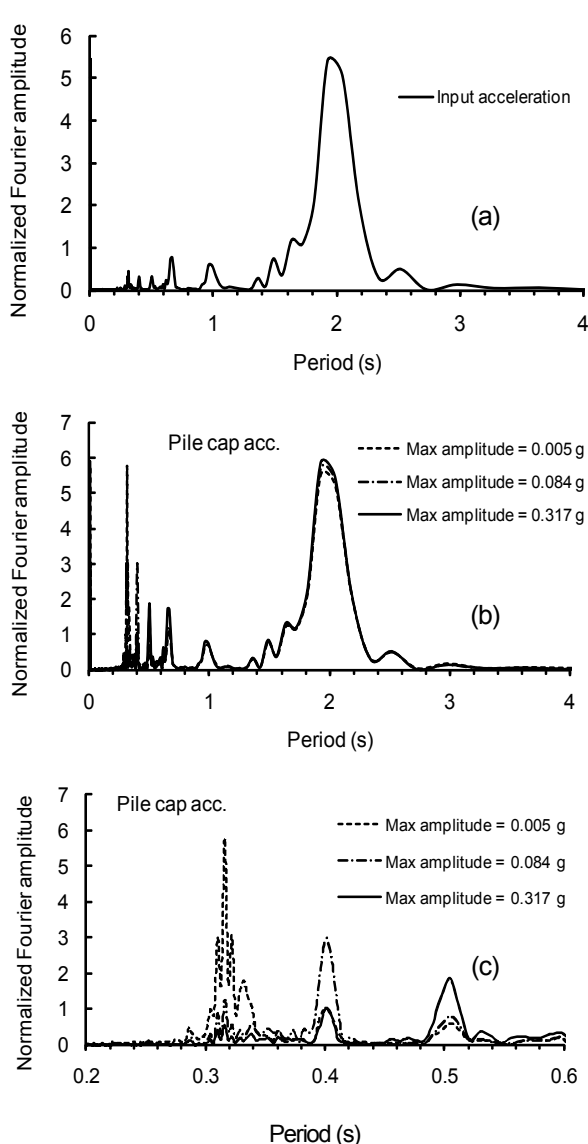 Normalized Fourier amplitude
6
5
4
3
2
1
0
Input acceleration
(a)
0 1 2 3 4
Period (s)
Normalized Fourier amplitude
7
6
5
4
3
2
1
0
Pile cap acc.
Max amplitude = 0.005 g
Max amplitude = 0.084 g
Max amplitude = 0.317 g
(b)
0 1 2 3 4
Period (s)
Normalized Fourier amplitude
7
6
5
4
3
2
1
0
Pile cap acc.
Max amplitude = 0.005 g
Max amplitude = 0.084 g
Max amplitude = 0.317 g
(c)
0.2 0.3 0.4 0.5 0.6
Period (s)